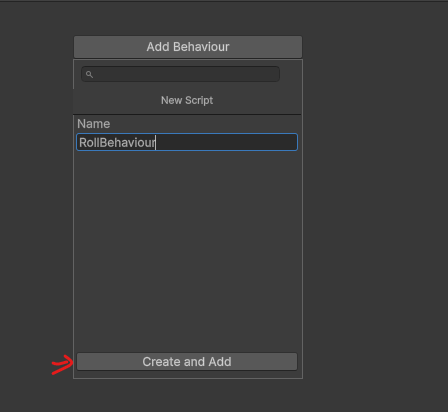 Add Behaviour
New Script
Name
RollBehaviour
Create and Add